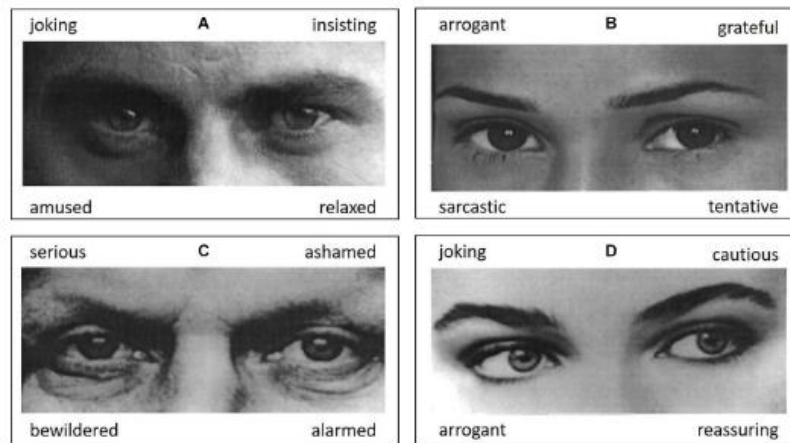 joking A insisting
amused relaxed
arrogant B grateful
sarcastic tentative
serious C ashamed
bewildered alarmed
joking D cautious
arrogant reassuring